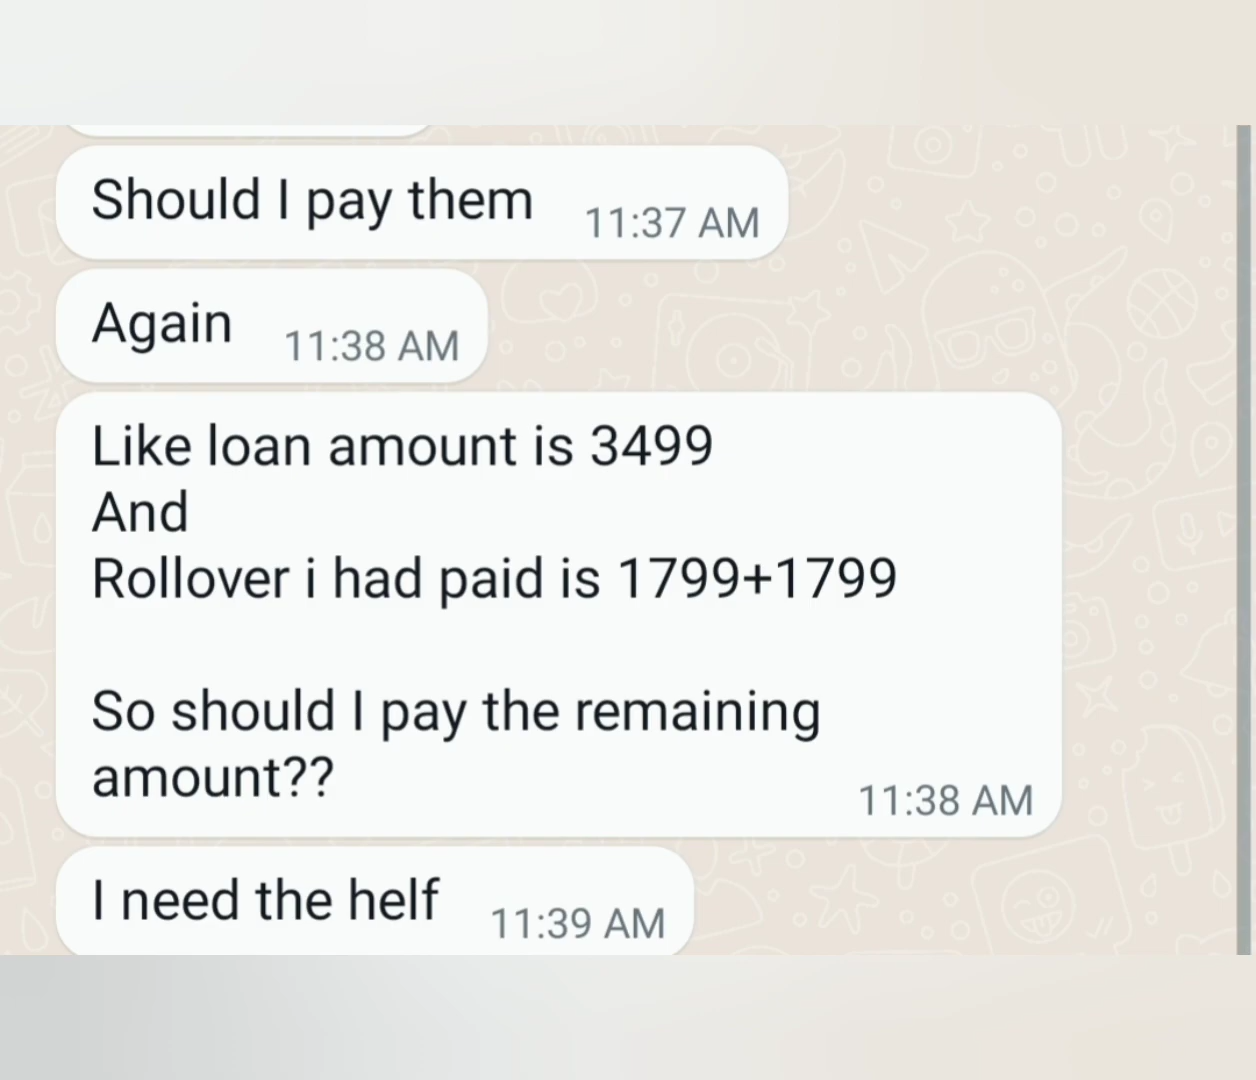 Should I pay them
11:37 AM
Again
11:38 AM
Like loan amount is 3499
And
Rollover i had paid is 1799+1799
So should I pay the remaining
amount??
11:38 AM
I need the helf
11:39 AM